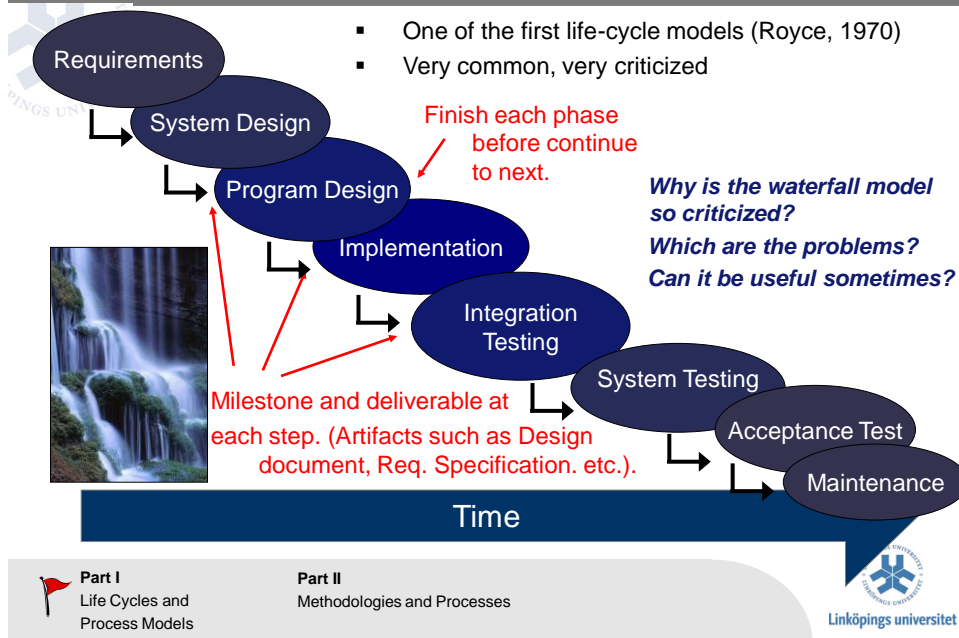 ▪ One of the first life-cycle models (Royce, 1970)
▪ Very common, very criticized
Requirements
System Design
Finish each phase
before continue
to next.
Program Design
Why is the waterfall model
so criticized?
Which are the problems?
Can it be useful sometimes?
Implementation
Integration
Testing
System Testing
Milestone and deliverable at
each step. (Artifacts such as Design
document, Req. Specification. etc.).
Acceptance Test
Maintenance
Time
Part I
Life Cycles and
Process Models
Part II
Methodologies and Processes
Linköpings universitet